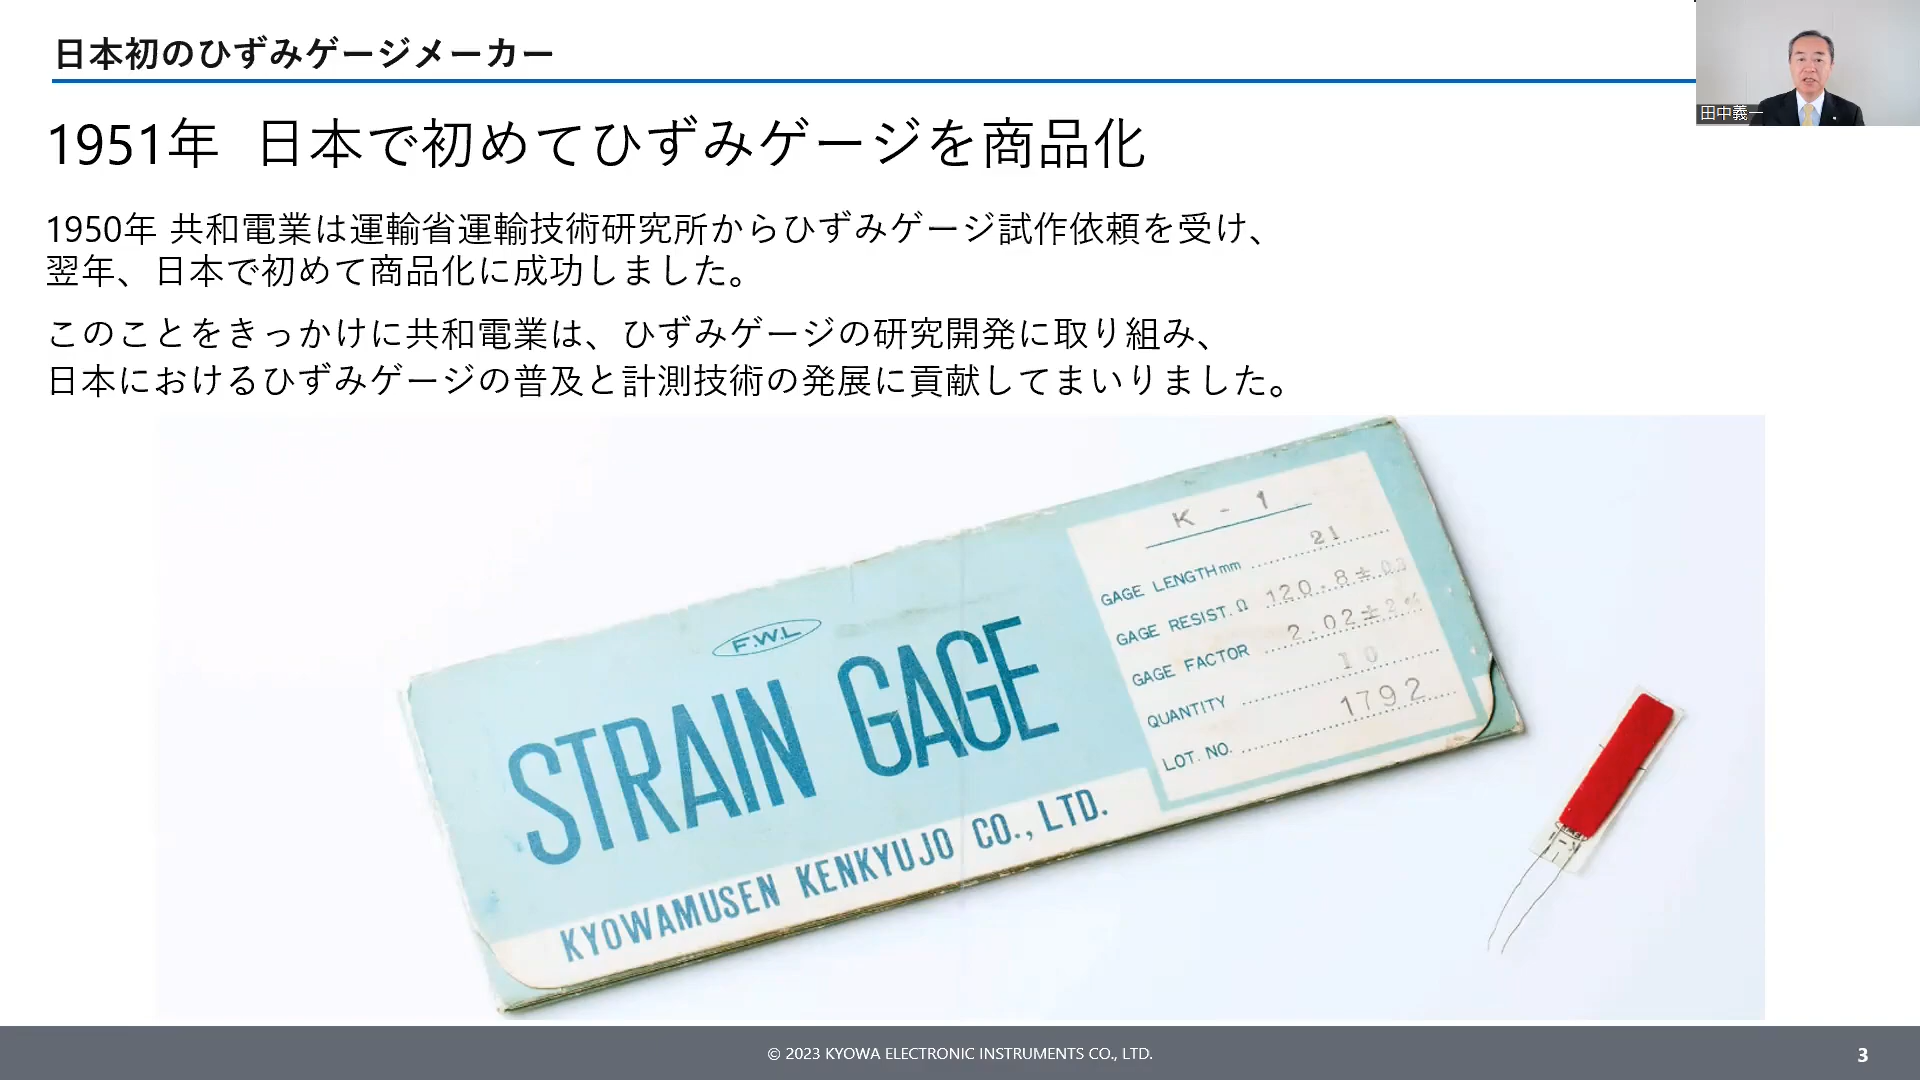 日本初のひずみゲージメーカー
田中義一
1951年 日本で初めてひずみゲージを商品化
1950年 共和電業は運輸省運輸技術研究所からひずみゲージ試作依頼を受け、
翌年、日本で初めて商品化に成功しました。
このことをきっかけに共和電業は、ひずみゲージの研究開発に取り組み、
日本におけるひずみゲージの普及と計測技術の発展に貢献してまいりました。
F.W.L
STRAIN GAGE
KYOWAMUSEN KENKYUJO CO., LTD.
K - 1
GAGE LENGTH mm 21
GAGE RESIST. Ω 120.8±
GAGE FACTOR 2.02±2%
QUANTITY 10
LOT. NO. 1792
© 2023 KYOWA ELECTRONIC INSTRUMENTS CO., LTD.
3